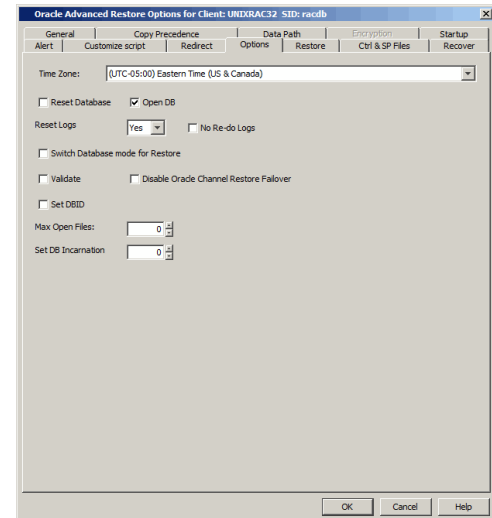 Oracle Advanced Restore Options for Client: UNIXRAC32 SID: racdb
General Copy Precedence Data Path Encryption Startup
Alert Customize script Redirect Options Restore Ctrl & SP Files Recover
Time Zone: (UTC-05:00) Eastern Time (US & Canada)
Reset Database Open DB
Reset Logs Yes No Re-do Logs
Switch Database mode for Restore
Validate Disable Oracle Channel Restore Failover
Set DBID
Max Open Files: 0
Set DB Incarnation 0
OK Cancel Help